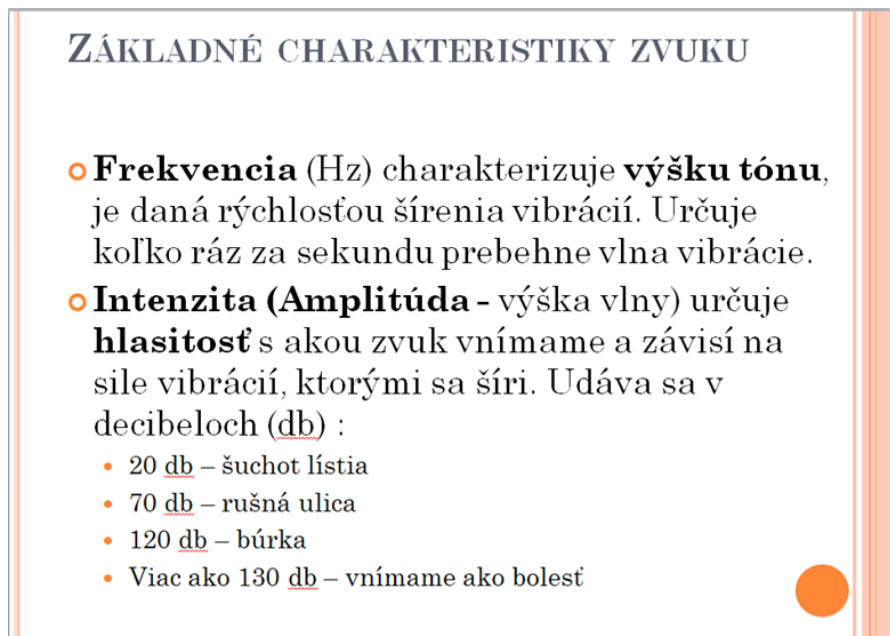 Základné charakteristiky zvuku
Frekvencia (Hz) charakterizuje výšku tónu,
je daná rýchlosťou šírenia vibrácií. Určuje
koľko ráz za sekundu prebehne vlna vibrácie.
Intenzita (Amplitúda - výška vlny) určuje
hlasitosť s akou zvuk vnímame a závisí na
sile vibrácií, ktorými sa šíri. Udáva sa v
decibeloch (db) :
• 20 db – šuchot lístia
• 70 db – rušná ulica
• 120 db – búrka
• Viac ako 130 db – vnímame ako bolesť